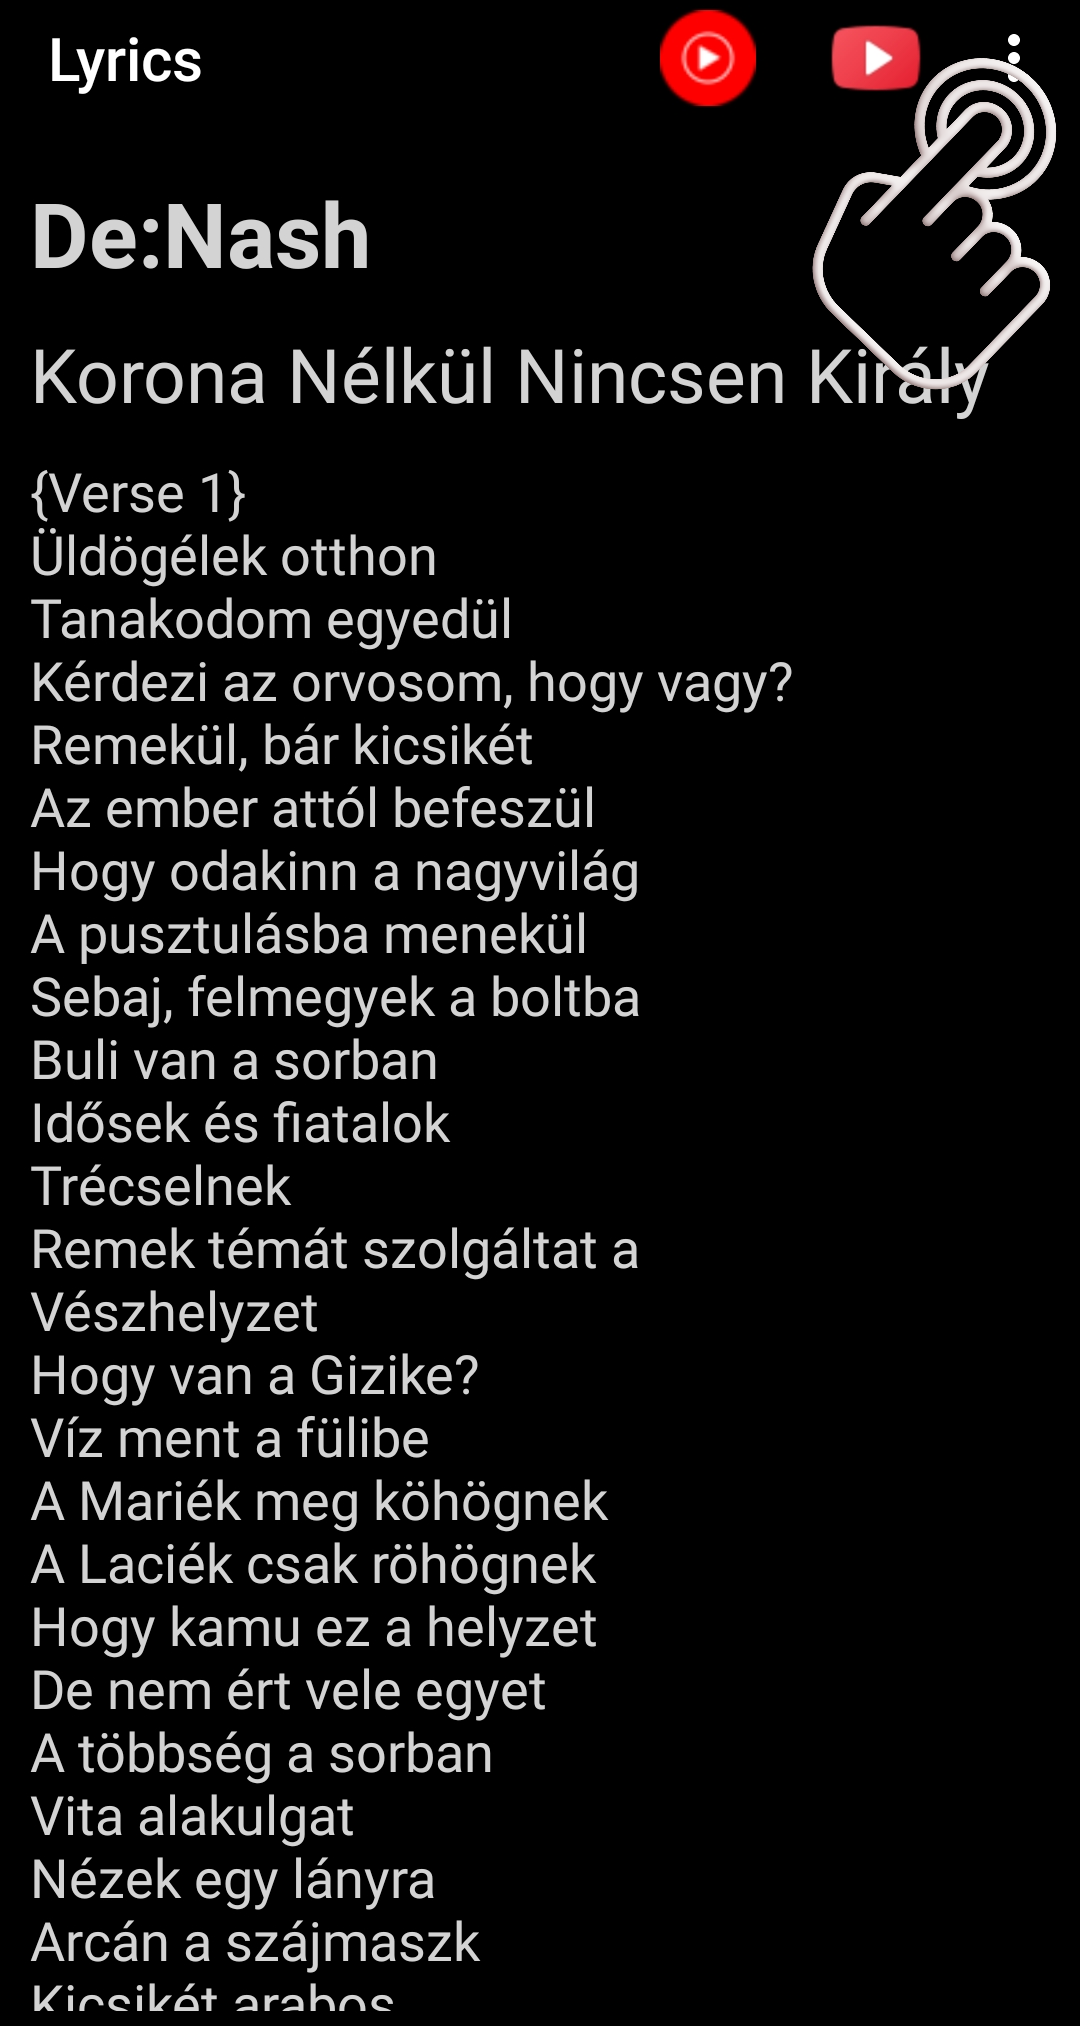 Lyrics
De:Nash
Korona Nélkül Nincsen Király
{Verse 1}
Üldögélek otthon
Tanakodom egyedül
Kérdezi az orvosom, hogy vagy?
Remekül, bár kicsikét
Az ember attól befeszül
Hogy odakinn a nagyvilág
A pusztulásba menekül
Sebaj, felmegyek a boltba
Buli van a sorban
Idősek és fiatalok
Trécselnek
Remek témát szolgáltat a
Vészhelyzet
Hogy van a Gizike?
Víz ment a fülibe
A Mariék meg köhögnek
A Laciék csak röhögnek
Hogy kamu ez a helyzet
De nem ért vele egyet
A többség a sorban
Vita alakulgat
Nézek egy lányra
Arcán a szájmaszk
Kicsikét arabos